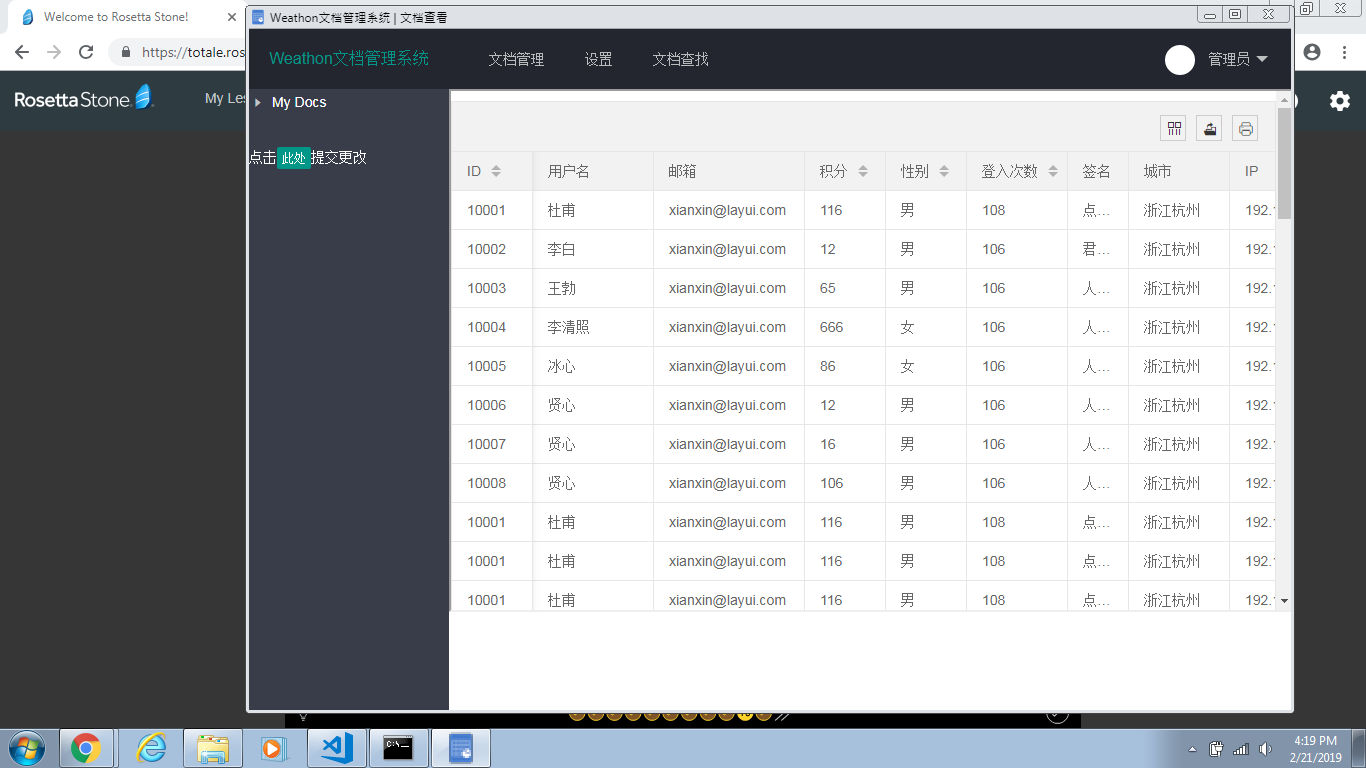 Welcome to Rosetta Stone!
Weathon文档管理系统 | 文档查看
https://totale.ros
Weathon文档管理系统
文档管理
设置
文档查找
管理员
RosettaStone
My Les
My Docs
点击 此处 提交更改
ID 用户名 邮箱 积分 性别 登入次数 签名 城市 IP
10001 杜甫 xianxin@layui.com 116 男 108 点... 浙江杭州 192.
10002 李白 xianxin@layui.com 12 男 106 君... 浙江杭州 192.
10003 王勃 xianxin@layui.com 65 男 106 人... 浙江杭州 192.
10004 李清照 xianxin@layui.com 666 女 106 人... 浙江杭州 192.
10005 冰心 xianxin@layui.com 86 女 106 人... 浙江杭州 192.
10006 贤心 xianxin@layui.com 12 男 106 人... 浙江杭州 192.
10007 贤心 xianxin@layui.com 16 男 106 人... 浙江杭州 192.
10008 贤心 xianxin@layui.com 106 男 106 人... 浙江杭州 192.
10001 杜甫 xianxin@layui.com 116 男 108 点... 浙江杭州 192.
10001 杜甫 xianxin@layui.com 116 男 108 点... 浙江杭州 192.
10001 杜甫 xianxin@layui.com 116 男 108 点... 浙江杭州 192.
4:19 PM
2/21/2019